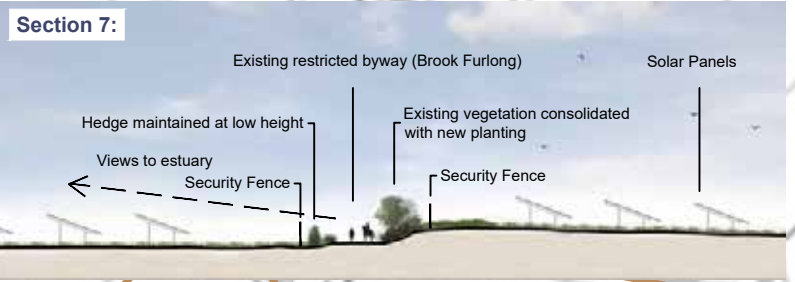 Section 7:
Existing restricted byway (Brook Furlong)
Solar Panels
Hedge maintained at low height
Existing vegetation consolidated
with new planting
Views to estuary
Security Fence
Security Fence